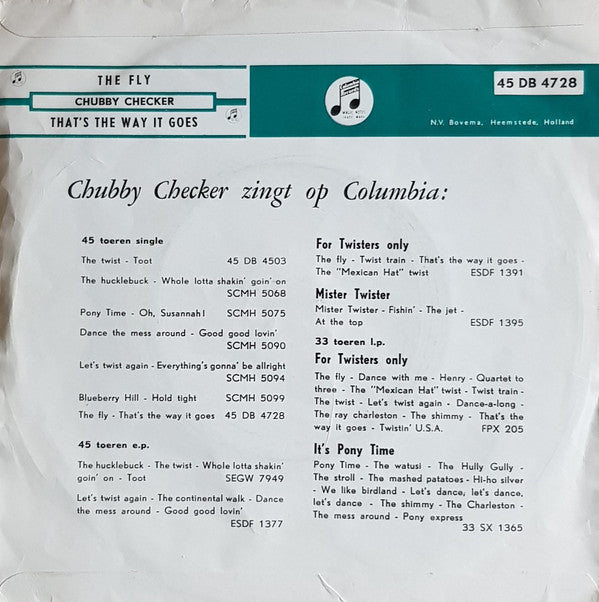 THE FLY
CHUBBY CHECKER
THAT'S THE WAY IT GOES
45 DB 4728
N.V. Bovema, Heemstede, Holland
Chubby Checker zingt op Columbia:
45 toeren single
The twist - Toot 45 DB 4503
The hucklebuck - Whole lotta shakin' goin' on
SCMH 5068
Pony Time - Oh, Susannah! SCMH 5075
Dance the mess around - Good good lovin'
SCMH 5090
Let's twist again - Everything's gonna' be allright
SCMH 5094
Blueberry Hill - Hold tight SCMH 5099
The fly - That's the way it goes 45 DB 4728
45 toeren e.p.
The hucklebuck - The twist - Whole lotta shakin'
goin' on - Toot SEGW 7949
Let's twist again - The continental walk - Dance
the mess around - Good good lovin'
ESDF 1377
For Twisters only
The fly - Twist train - That's the way it goes -
The "Mexican Hat" twist ESDF 1391
Mister Twister
Mister Twister - Fishin' - The jet -
At the top ESDF 1395
33 toeren l.p.
For Twisters only
The fly - Dance with me - Henry - Quartet to
three - The "Mexican Hat" twist - Twist train -
The twist - Let's twist again - Dance-a-long -
The ray charleston - The shimmy - That's the
way it goes - Twistin' U.S.A. FPX 205
It's Pony Time
Pony Time - The watusi - The Hully Gully -
The stroll - The mashed patatoes - Hi-ho silver
- We like birdland - Let's dance, let's dance,
let's dance - The shimmy - The Charleston -
The mess around - Pony express
33 SX 1365